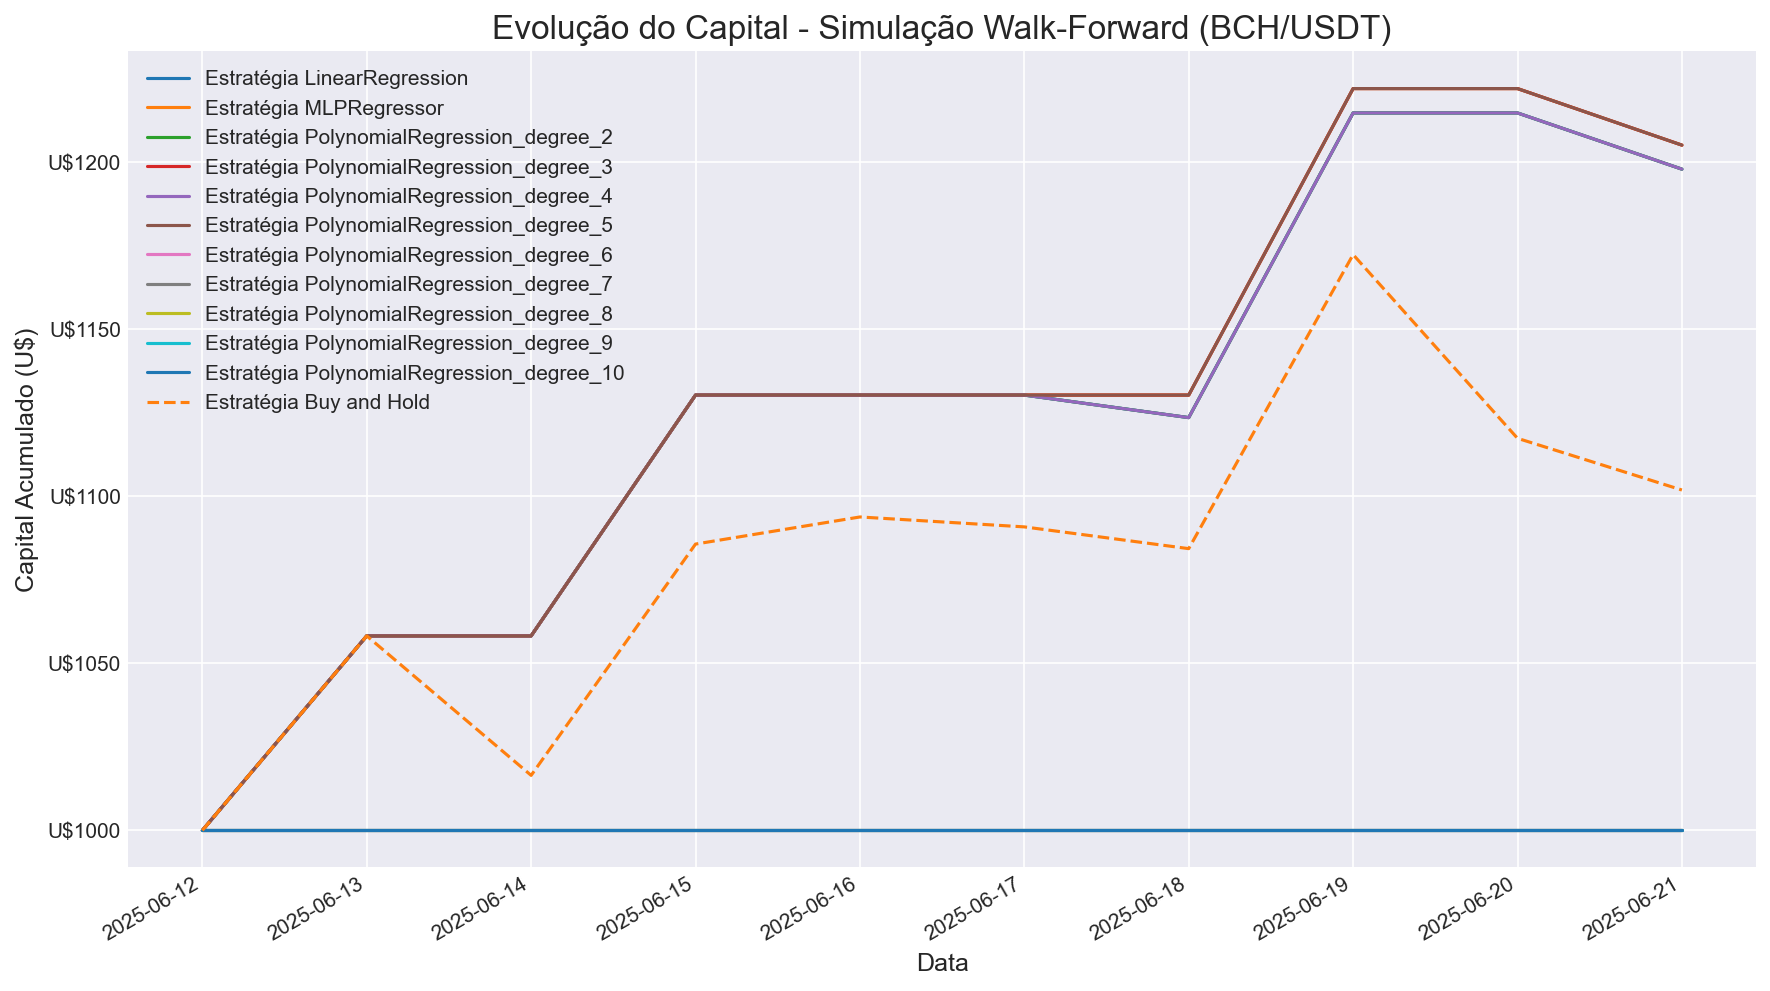 Evolução do Capital - Simulação Walk-Forward (BCH/USDT)
Estratégia LinearRegression
Estratégia MLPRegressor
Estratégia PolynomialRegression_degree_2
Estratégia PolynomialRegression_degree_3
Estratégia PolynomialRegression_degree_4
Estratégia PolynomialRegression_degree_5
Estratégia PolynomialRegression_degree_6
Estratégia PolynomialRegression_degree_7
Estratégia PolynomialRegression_degree_8
Estratégia PolynomialRegression_degree_9
Estratégia PolynomialRegression_degree_10
Estratégia Buy and Hold
Capital Acumulado (U$)
U$1200
U$1150
U$1100
U$1050
U$1000
2025-06-12
2025-06-13
2025-06-14
2025-06-15
2025-06-16
2025-06-17
2025-06-18
2025-06-19
2025-06-20
2025-06-21
Data